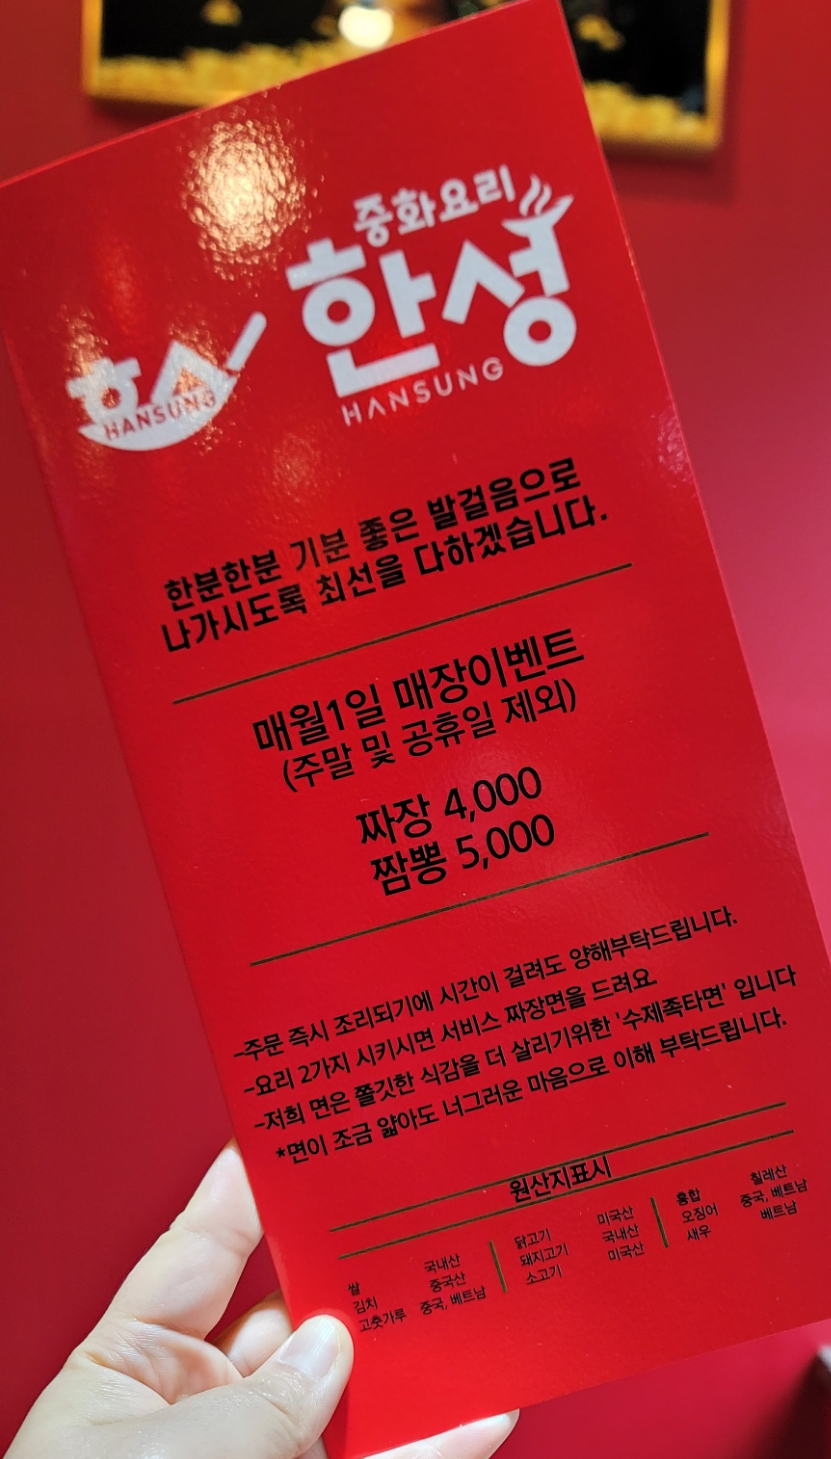 중화요리
한성
HANSUNG
HANSUNG
한분한분 기분 좋은 발걸음으로
나가시도록 최선을 다하겠습니다.
매월1일 매장이벤트
(주말 및 공휴일 제외)
짜장 4,000
짬뽕 5,000
-주문 즉시 조리되기에 시간이 걸려도 양해부탁드립니다.
-요리 2가지 시키시면 서비스 짜장면을 드려요.
-저희 면은 쫄깃한 식감을 더 살리기위한 '수제족타면' 입니다
*면이 조금 얇아도 너그러운 마음으로 이해 부탁드립니다.
원산지표시
쌀 국내산
김치 중국산
고춧가루 중국, 베트남
닭고기 미국산
돼지고기 국내산
소고기 미국산
홍합 칠레산
오징어 중국, 베트남
새우 베트남